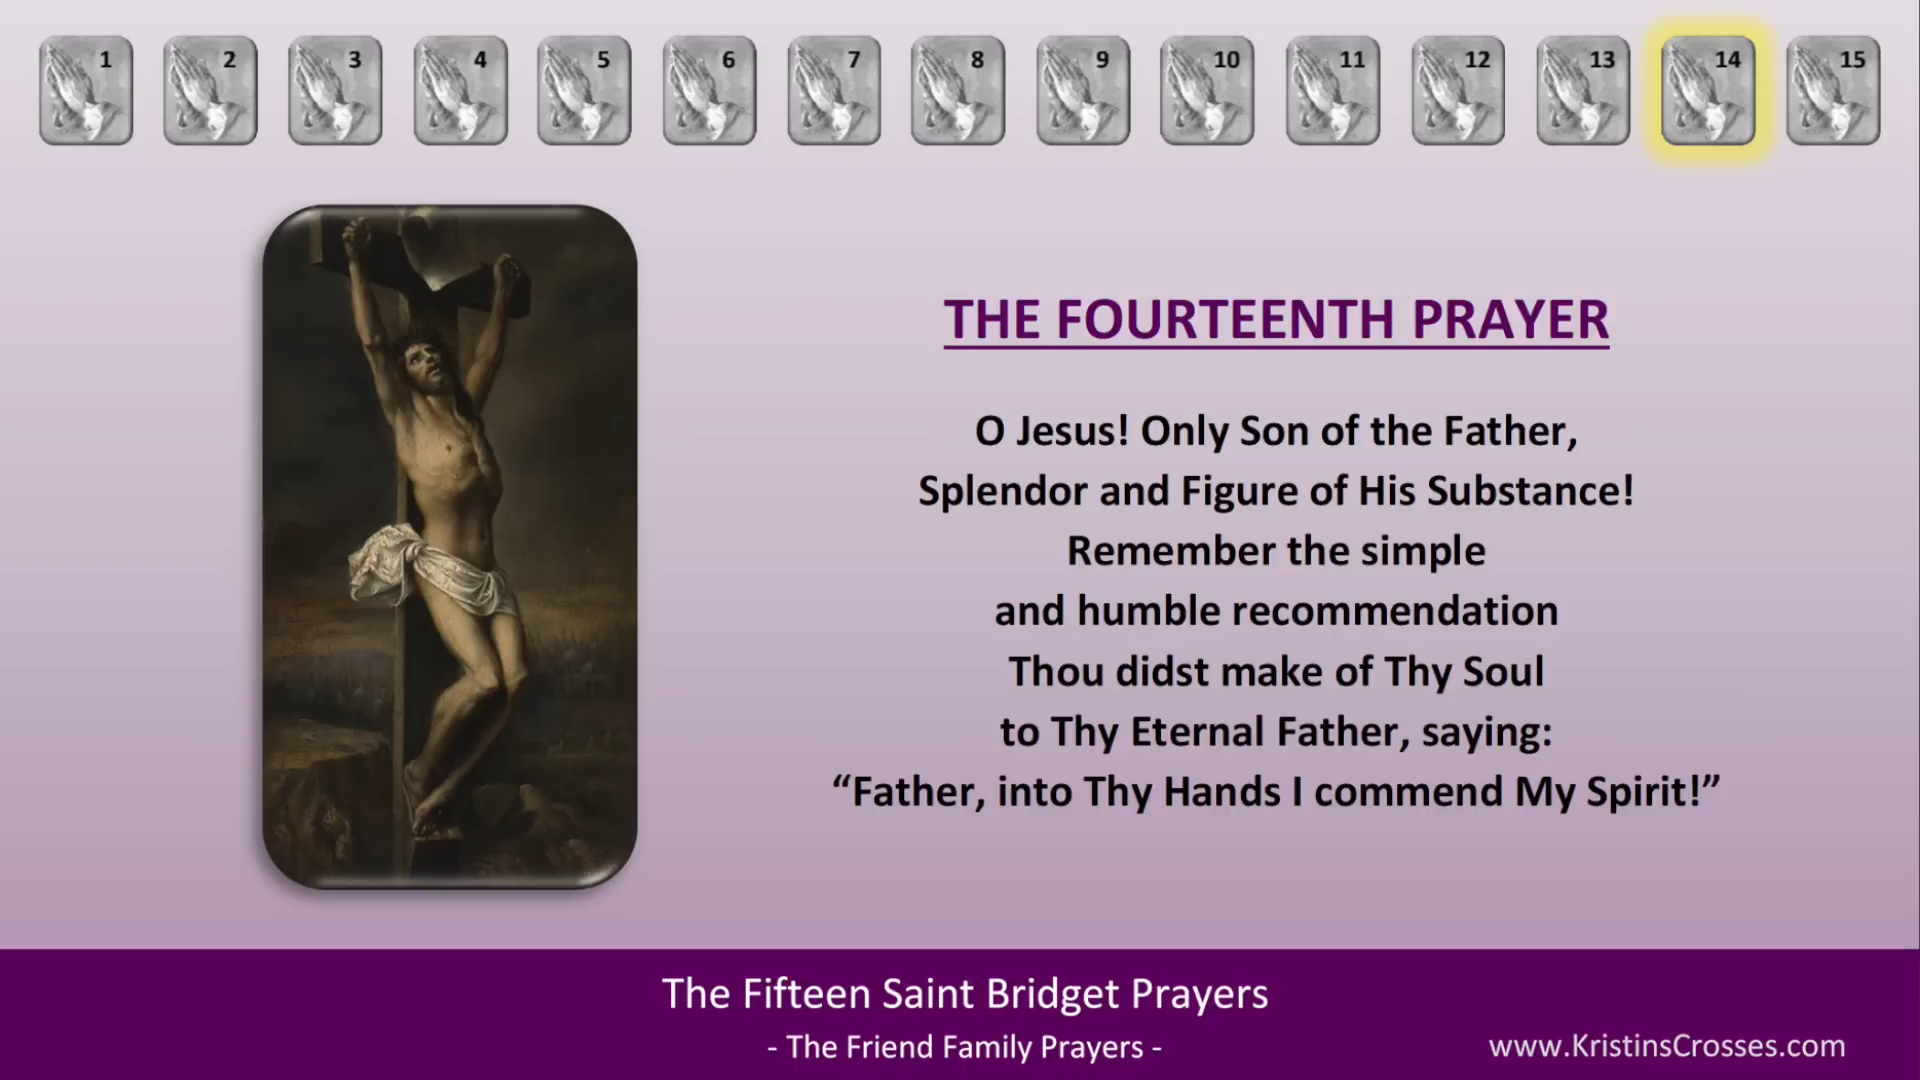 1 2 3 4 5 6 7 8 9 10 11 12 13 14 15
THE FOURTEENTH PRAYER
O Jesus! Only Son of the Father,
Splendor and Figure of His Substance!
Remember the simple
and humble recommendation
Thou didst make of Thy Soul
to Thy Eternal Father, saying:
“Father, into Thy Hands I commend My Spirit!”
The Fifteen Saint Bridget Prayers
- The Friend Family Prayers -
www.KristinsCrosses.com